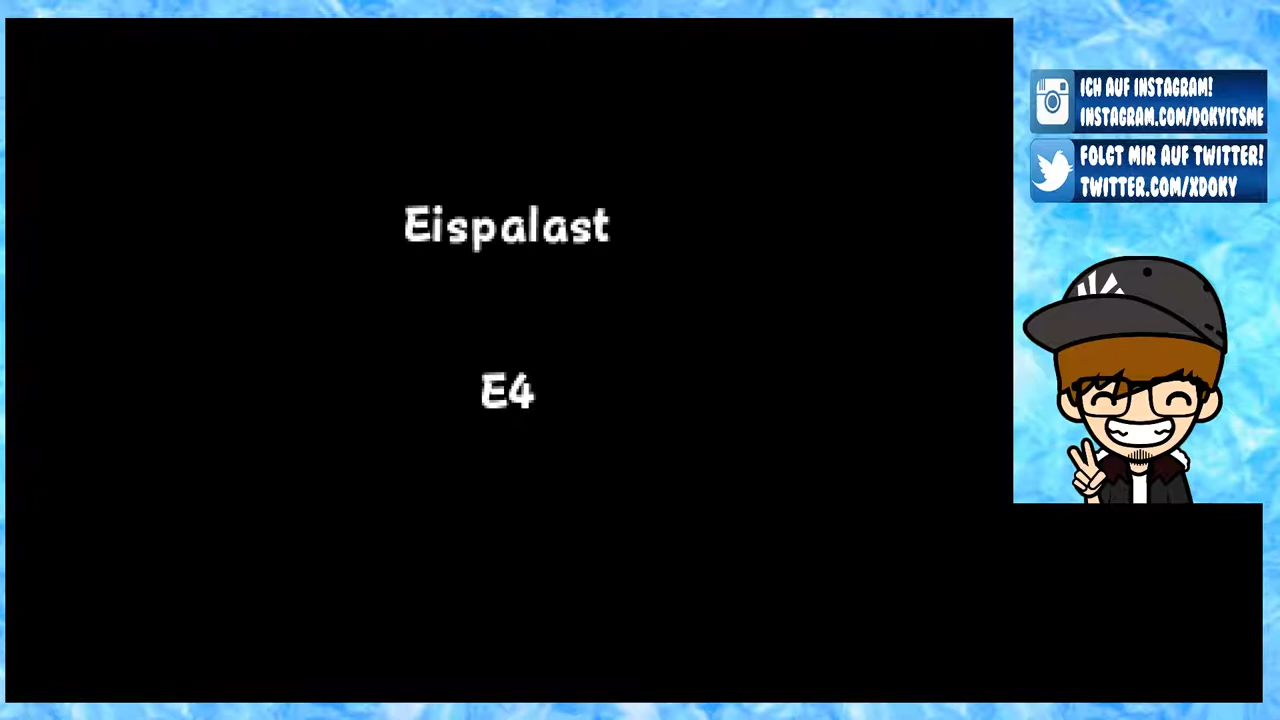 Eispalast
E4
ICH AUF INSTAGRAM!
INSTAGRAM.COM/DOKYITSME
FOLGT MIR AUF TWITTER!
TWITTER.COM/XDOKY